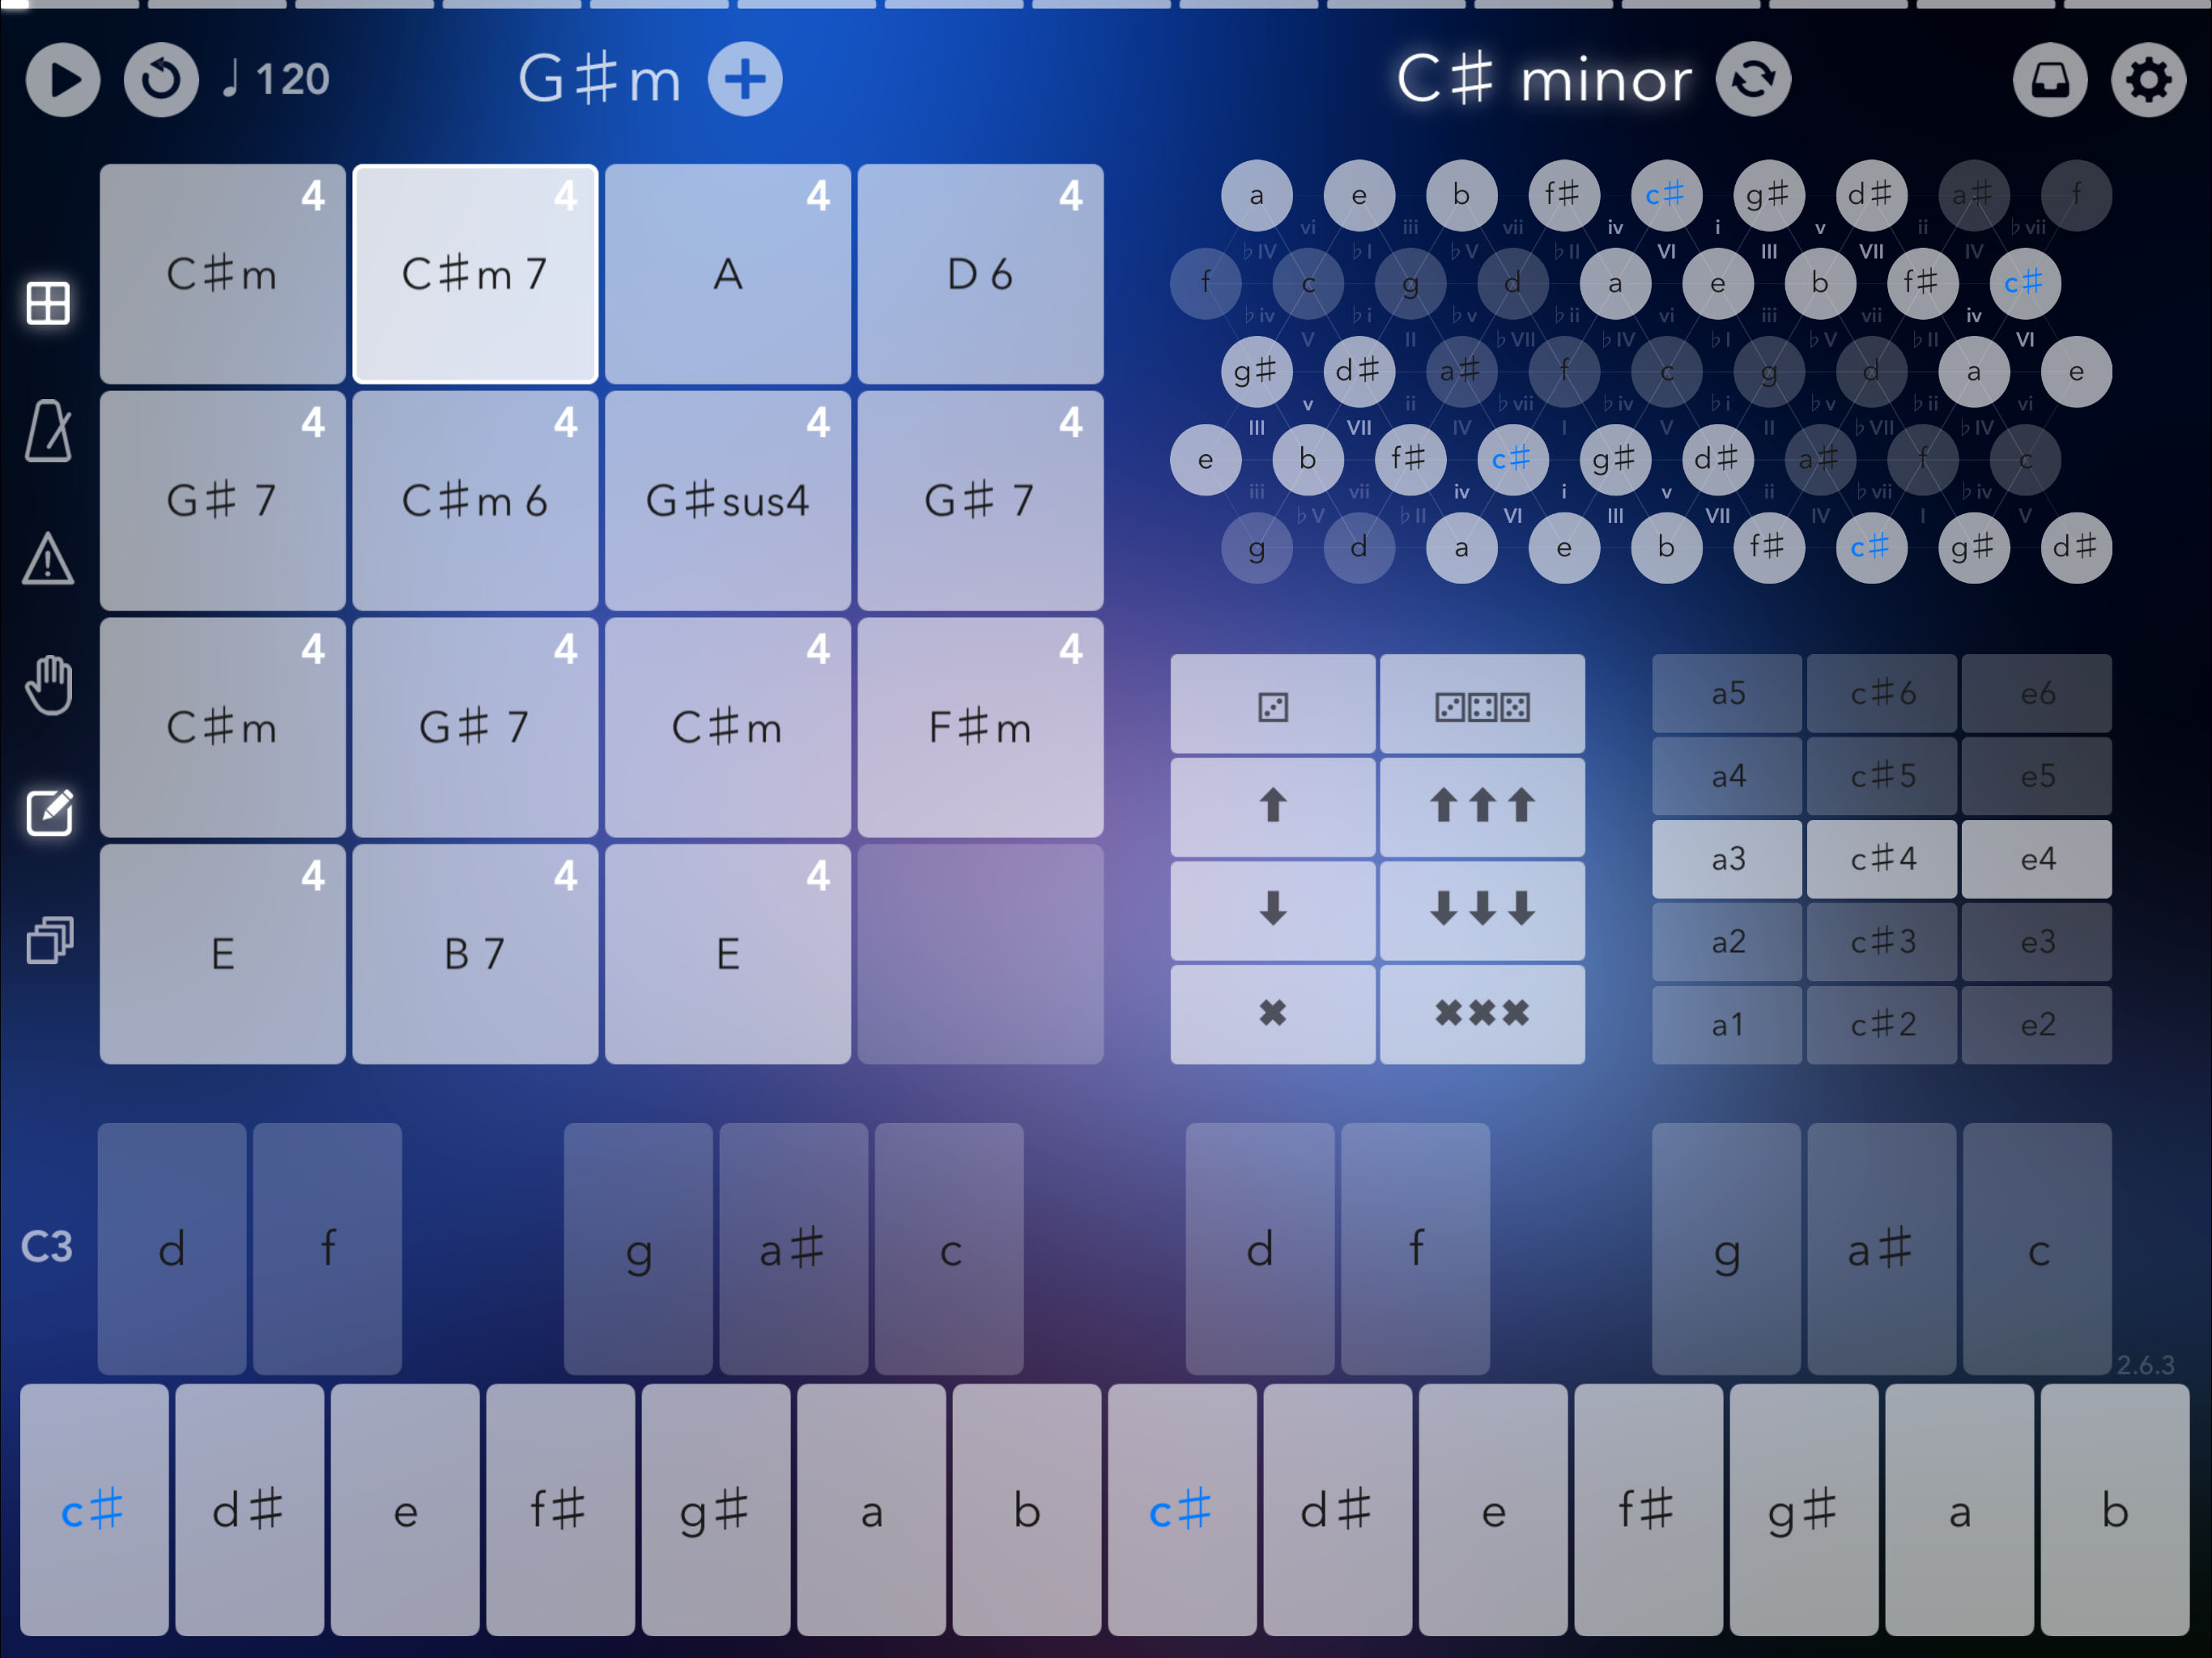 ♩ 120 G♯m C♯ minor
4 4 4 4
C♯m C♯m 7 A D 6
4 4 4 4
G♯ 7 C♯m 6 G♯sus4 G♯ 7
4 4 4 4
C♯m G♯ 7 C♯m F♯m
4 4 4
E B 7 E
a e b f♯ c♯ g♯ d♯ a♯ f
vi iii vii iv i v ii ♭vii
♭IV ♭I ♭V ♭II VI III VII IV
f c g d a e b f♯ c♯
♭iv ♭i ♭v ♭ii vi iii vii iv
V II ♭VII ♭IV ♭I ♭V ♭II VI
g♯ d♯ a♯ f c g d a e
v ii ♭vii ♭iv ♭i ♭v ♭ii vi
III VII IV I V II ♭VII ♭IV
e b f♯ c♯ g♯ d♯ a♯ f c
iii vii iv i v ii ♭vii ♭iv
♭V ♭II VI III VII IV I V
g d a e b f♯ c♯ g♯ d♯
a5 c♯6 e6
a4 c♯5 e5
a3 c♯4 e4
a2 c♯3 e3
a1 c♯2 e2
C3 d f g a♯ c d f g a♯ c
2.6.3
c♯ d♯ e f♯ g♯ a b c♯ d♯ e f♯ g♯ a b